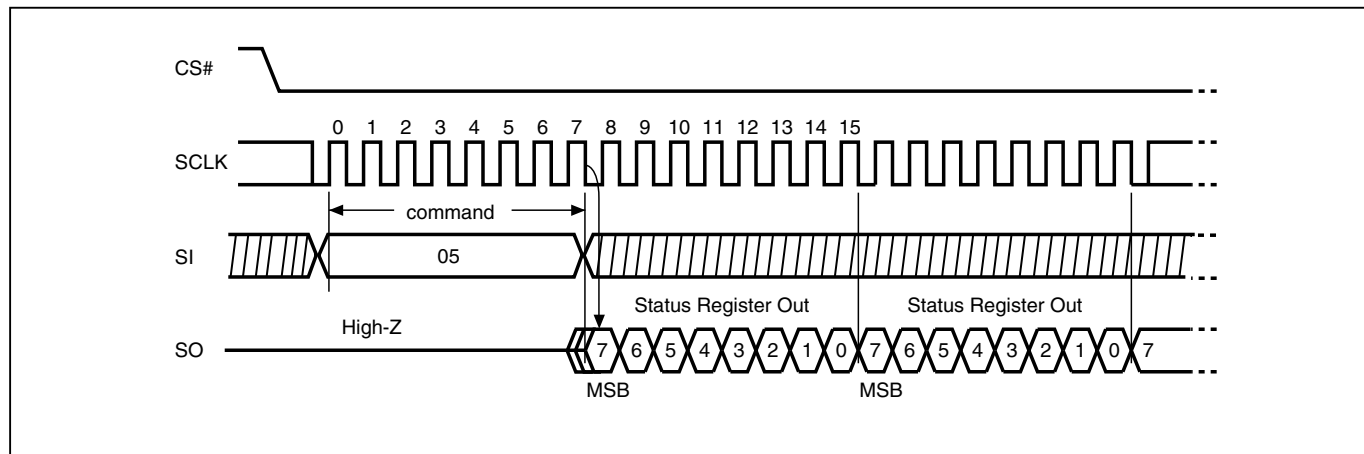 CS#
0 1 2 3 4 5 6 7 8 9 10 11 12 13 14 15
SCLK
command
SI
05
Status Register Out Status Register Out
High-Z
SO
7 6 5 4 3 2 1 0 7 6 5 4 3 2 1 0 7
MSB MSB